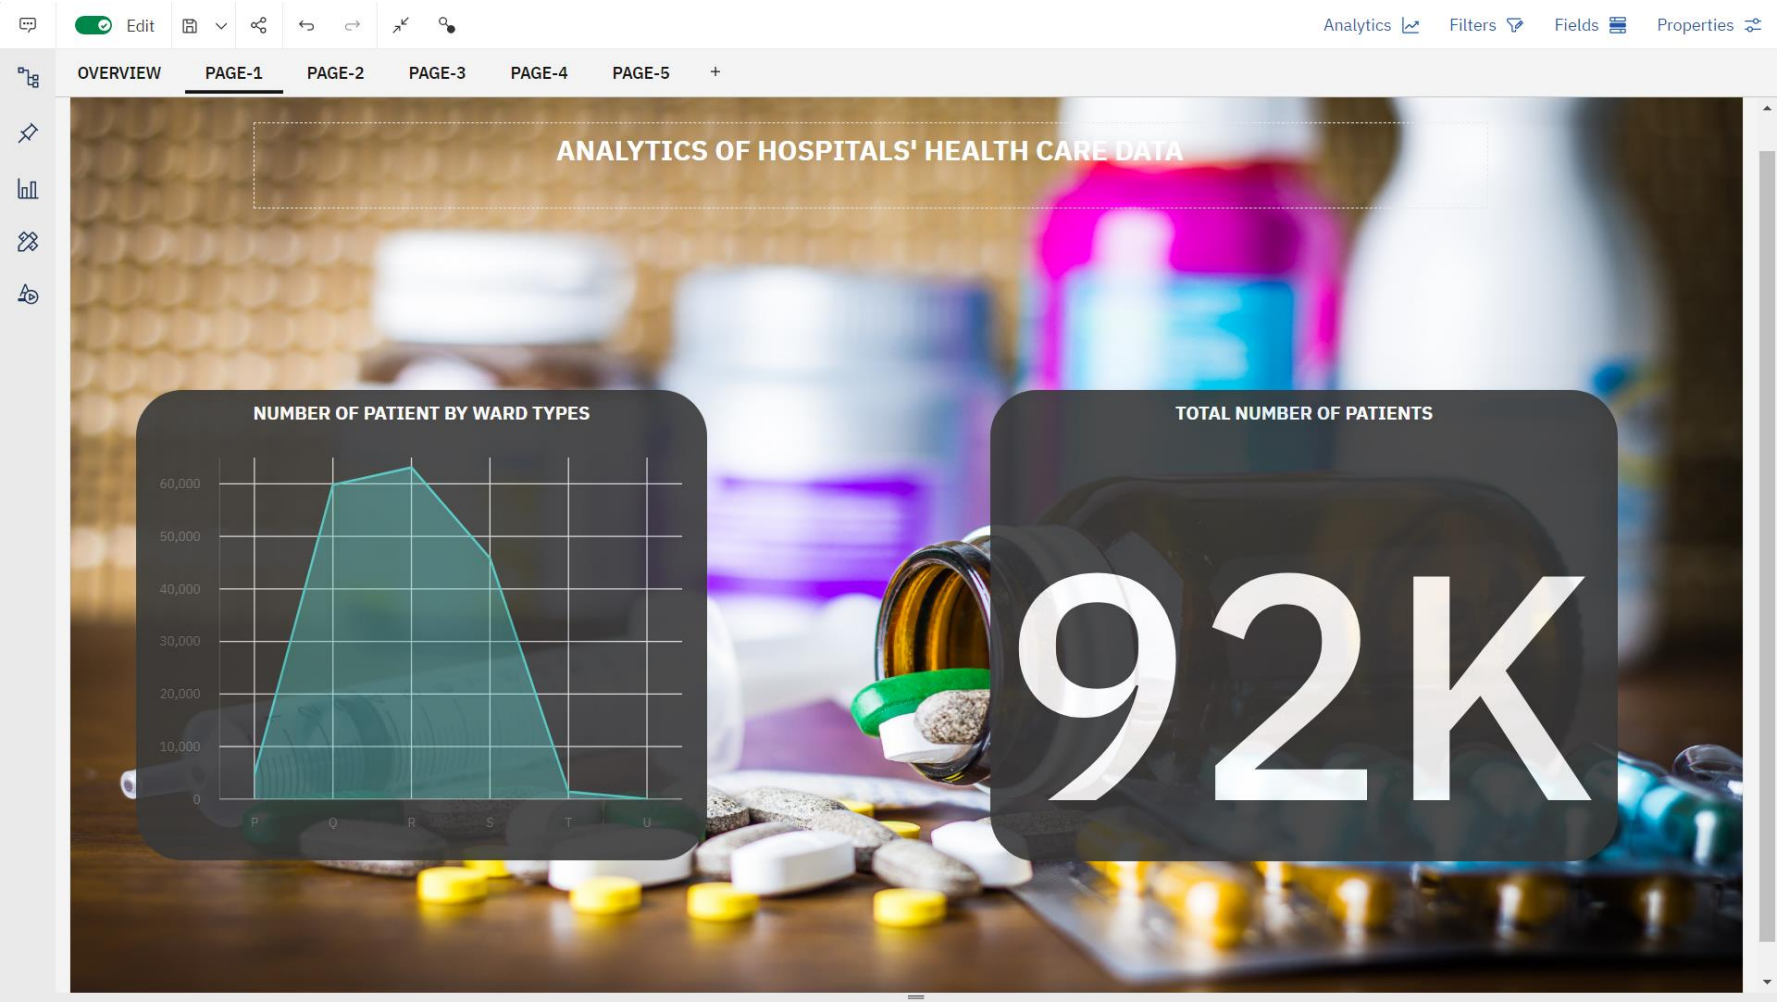 Edit
Analytics
Filters
Fields
Properties
OVERVIEW
PAGE-1
PAGE-2
PAGE-3
PAGE-4
PAGE-5
+
ANALYTICS OF HOSPITALS' HEALTH CARE DATA
NUMBER OF PATIENT BY WARD TYPES
60,000
50,000
40,000
30,000
20,000
10,000
0
P Q R S T U
TOTAL NUMBER OF PATIENTS
92K